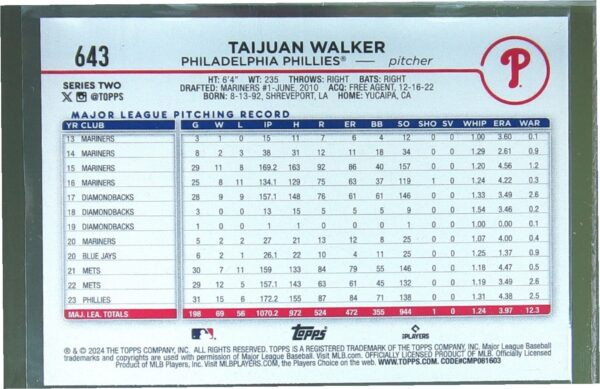 643
TAIJUAN WALKER
PHILADELPHIA PHILLIES® — pitcher
P
SERIES TWO
@TOPPS
HT: 6'4" WT: 235 THROWS: RIGHT BATS: RIGHT
DRAFTED: MARINERS #1-JUNE, 2010 ACQ: FREE AGENT, 12-16-22
BORN: 8-13-92, SHREVEPORT, LA HOME: YUCAIPA, CA
MAJOR LEAGUE PITCHING RECORD
YR CLUB G W L IP H R ER BB SO SHO SV WHIP ERA WAR
13 MARINERS 3 1 0 15 11 7 6 4 12 0 0 1.00 3.60 0.1
14 MARINERS 8 2 3 38 31 12 11 18 34 0 0 1.29 2.61 0.9
15 MARINERS 29 11 8 169.2 163 92 86 40 157 0 0 1.20 4.56 1.2
16 MARINERS 25 8 11 134.1 129 75 63 37 119 1 0 1.24 4.22 0.3
17 DIAMONDBACKS 28 9 9 157.1 148 76 61 61 146 0 0 1.33 3.49 2.6
18 DIAMONDBACKS 3 0 0 13 15 5 5 5 9 0 0 1.54 3.46 0.2
19 DIAMONDBACKS 1 0 0 1 1 0 0 0 1 0 0 1.00 0.00 0.1
20 MARINERS 5 2 2 27 21 13 12 8 25 0 0 1.07 4.00 0.4
20 BLUE JAYS 6 2 1 26.1 22 10 4 11 25 0 0 1.25 1.37 0.9
21 METS 30 7 11 159 133 84 79 55 146 0 0 1.18 4.47 0.5
22 METS 29 12 5 157.1 143 63 61 45 132 0 0 1.19 3.49 2.6
23 PHILLIES 31 15 6 172.2 155 87 84 71 138 0 0 1.31 4.38 2.5
MAJ. LEA. TOTALS 198 69 56 1070.2 972 524 472 355 944 1 0 1.24 3.97 12.3
Topps PLAYERS
® & © 2024 THE TOPPS COMPANY, INC. ALL RIGHTS RESERVED. TOPPS IS A REGISTERED TRADEMARK OF THE TOPPS COMPANY, INC. Major League Baseball
trademarks and copyrights are used with permission of Major League Baseball. Visit MLB.com. OFFICIALLY LICENSED PRODUCT OF MLB Players, Inc.
Visit MLBPLAYERS.com, the Players Choice on the web. WWW.TOPPS.COM. CODE#CMP081603